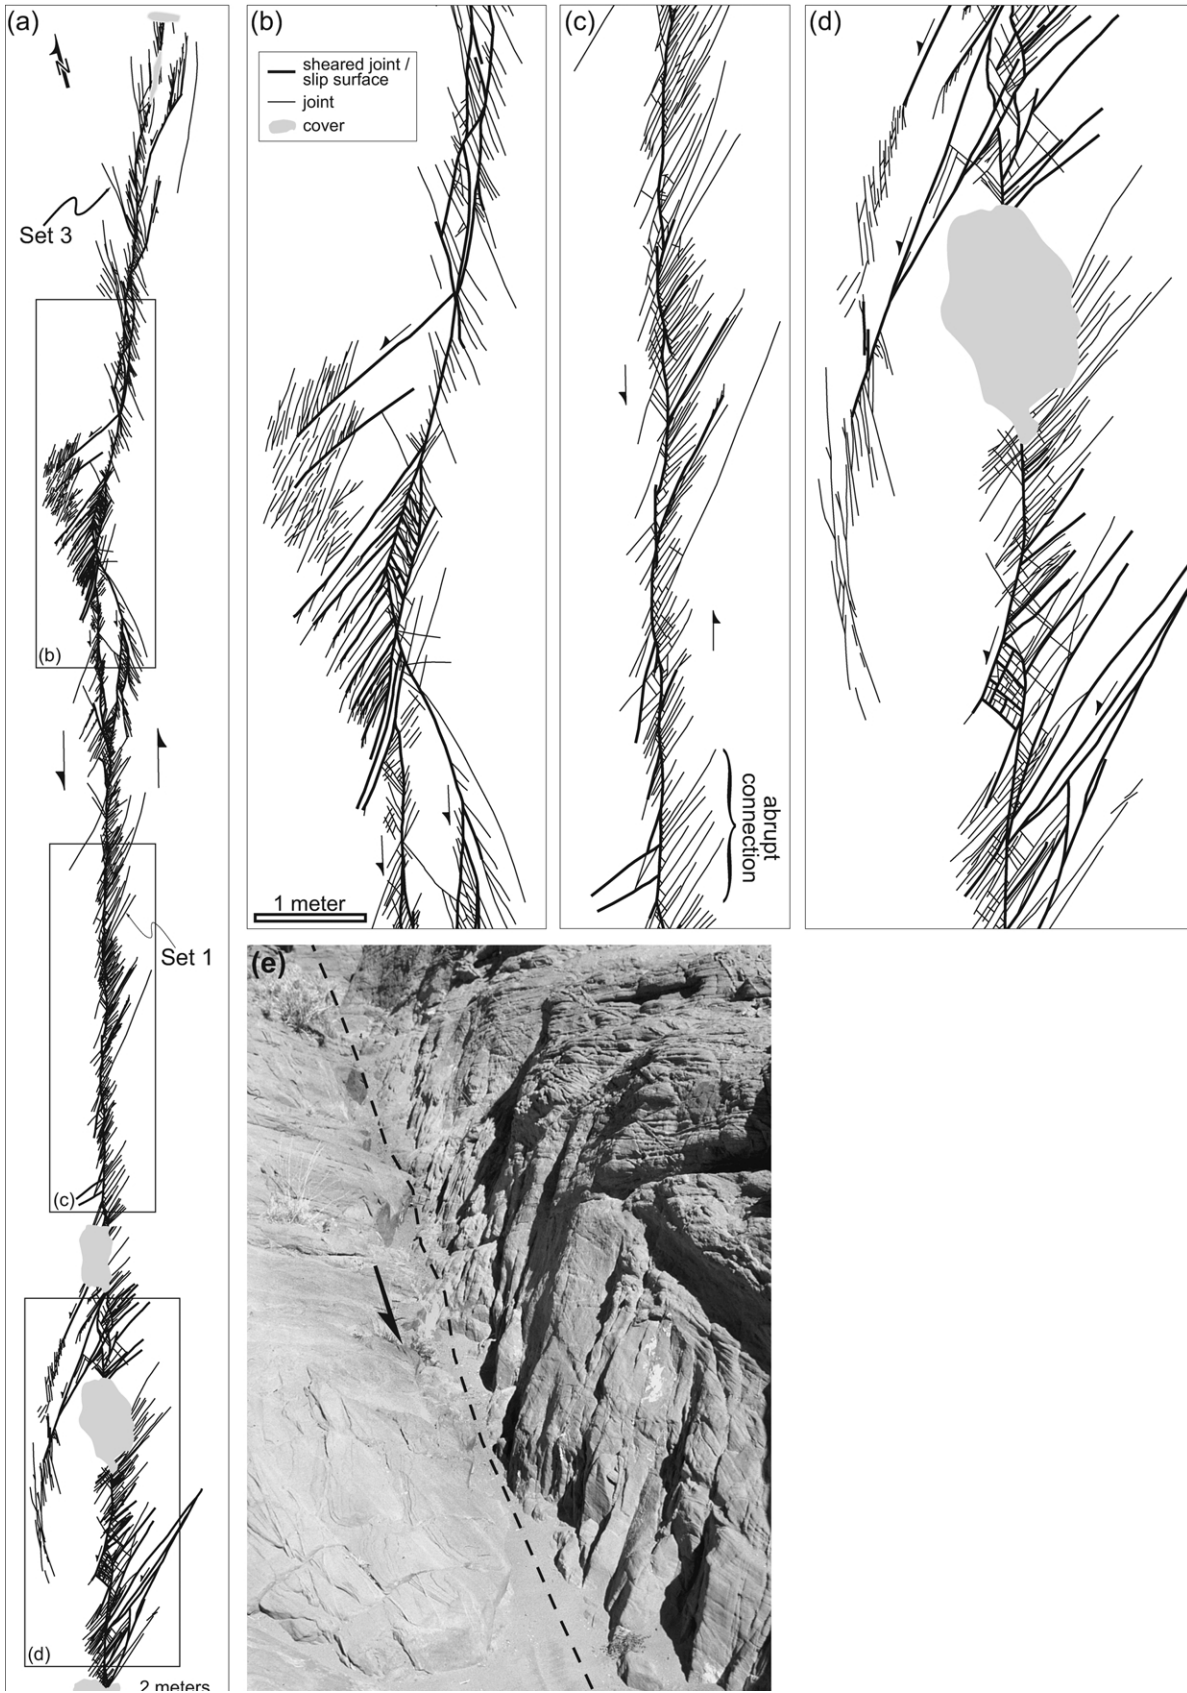 (a)
N
Set 3
(b)
Set 1
(c)
(d)
2 meters
(b)
sheared joint /
slip surface
joint
cover
1 meter
(c)
abrupt
connection
(d)
(e)